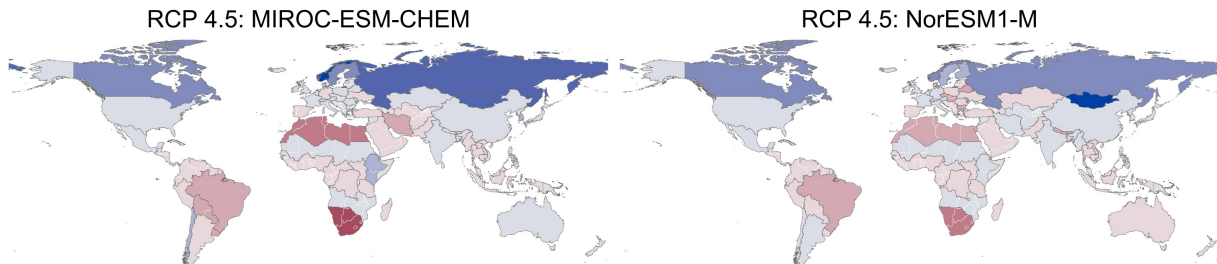 RCP 4.5: MIROC-ESM-CHEM
RCP 4.5: NorESM1-M